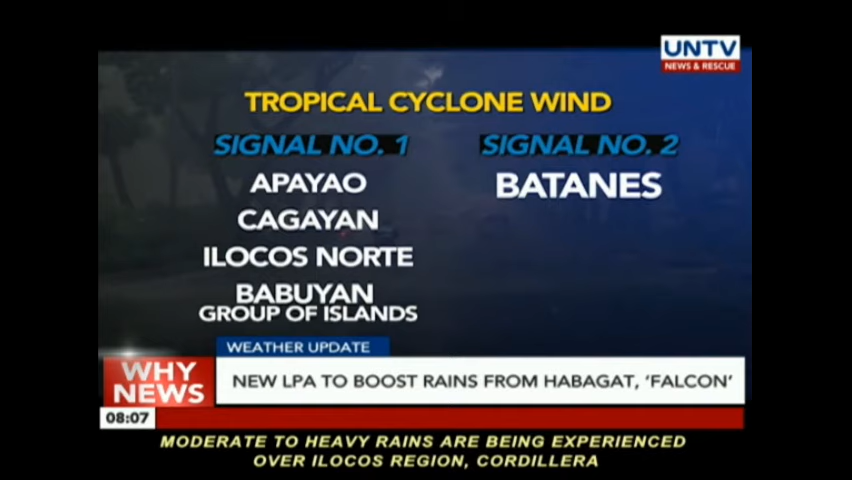 UNTV
NEWS & RESCUE
TROPICAL CYCLONE WIND
SIGNAL NO. 1
APAYAO
CAGAYAN
ILOCOS NORTE
BABUYAN
GROUP OF ISLANDS
SIGNAL NO. 2
BATANES
WEATHER UPDATE
WHY
NEWS
NEW LPA TO BOOST RAINS FROM HABAGAT, 'FALCON'
08:07
MODERATE TO HEAVY RAINS ARE BEING EXPERIENCED
OVER ILOCOS REGION, CORDILLERA